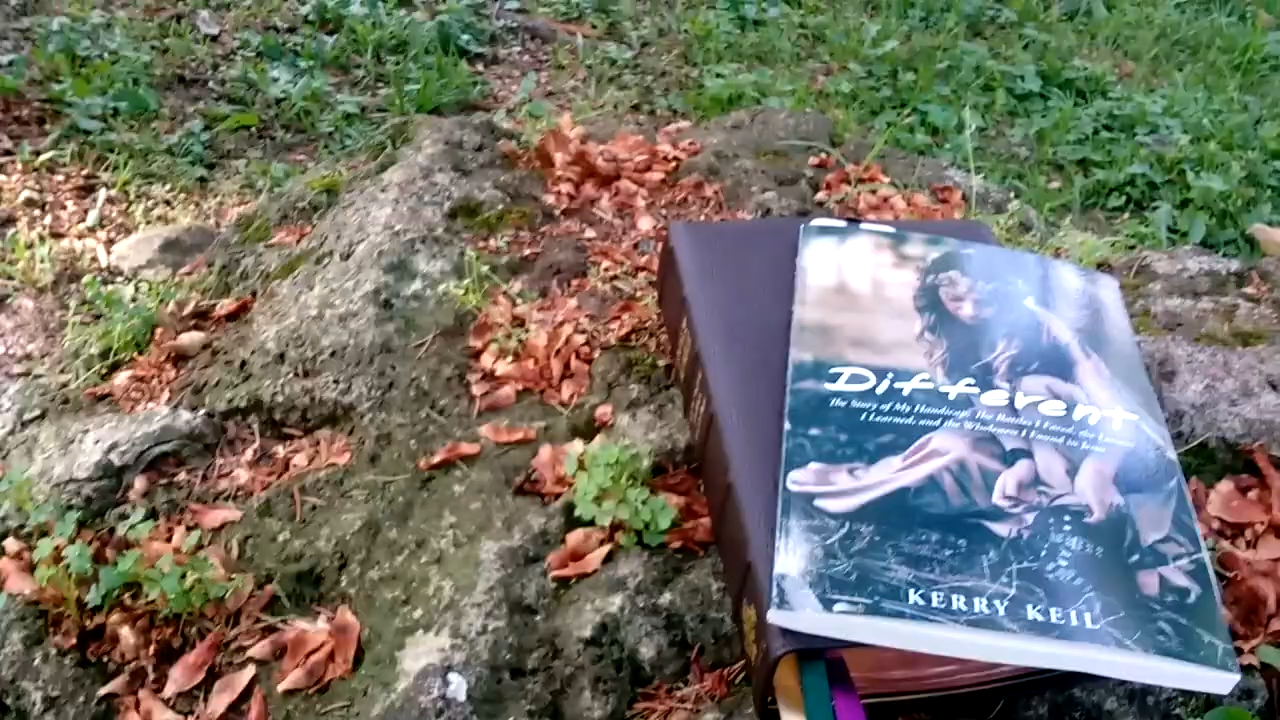 Different
The Story of My Handicap, The Battles I Faced, the Lessons
I Learned, and the Wholeness I Found in Jesus
KERRY KEIL